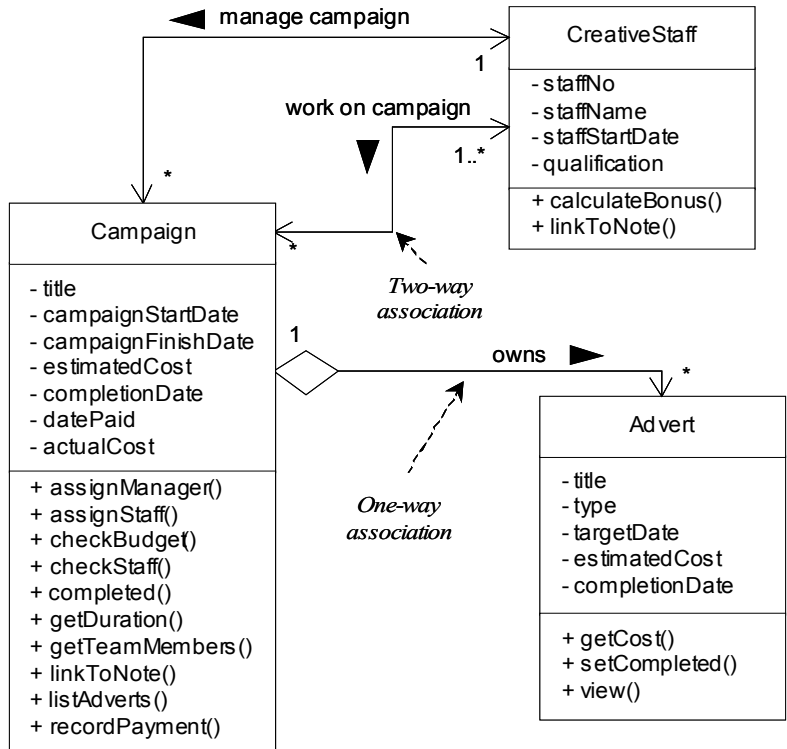 manage campaign
1
*
CreativeStaff
- staffNo
- staffName
- staffStartDate
- qualification
+ calculateBonus()
+ linkToNote()
work on campaign
1..*
*
Two-way
association
Campaign
- title
- campaignStartDate
- campaignFinishDate
- estimatedCost
- completionDate
- datePaid
- actualCost
+ assignManager()
+ assignStaff()
+ checkBudget()
+ checkStaff()
+ completed()
+ getDuration()
+ getTeamMembers()
+ linkToNote()
+ listAdverts()
+ recordPayment()
1
owns
*
One-way
association
Advert
- title
- type
- targetDate
- estimatedCost
- completionDate
+ getCost()
+ setCompleted()
+ view()